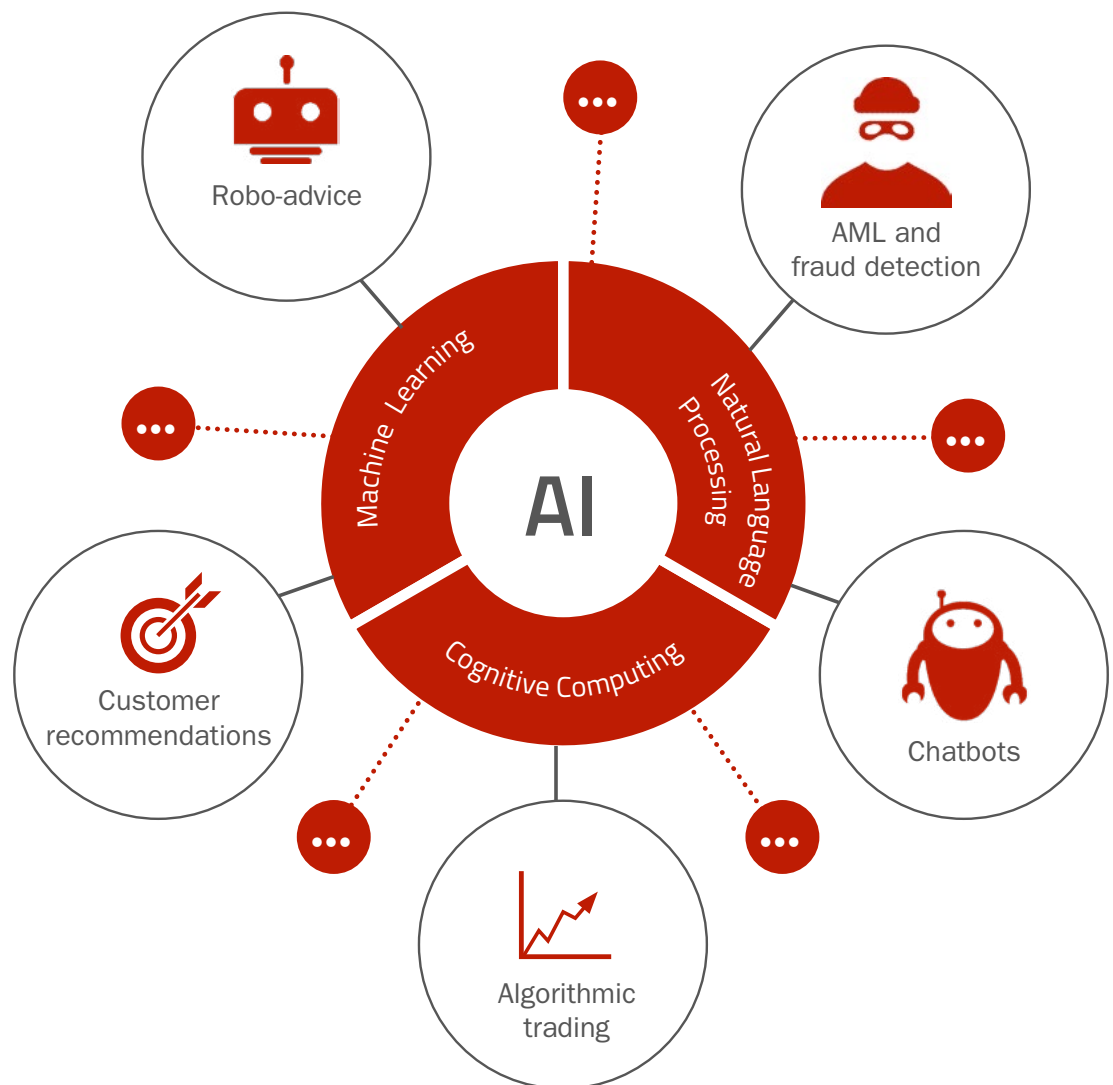 Robo-advice
AML and
fraud detection
Machine Learning
Natural Language
Processing
AI
Cognitive Computing
Customer
recommendations
Chatbots
Algorithmic
trading